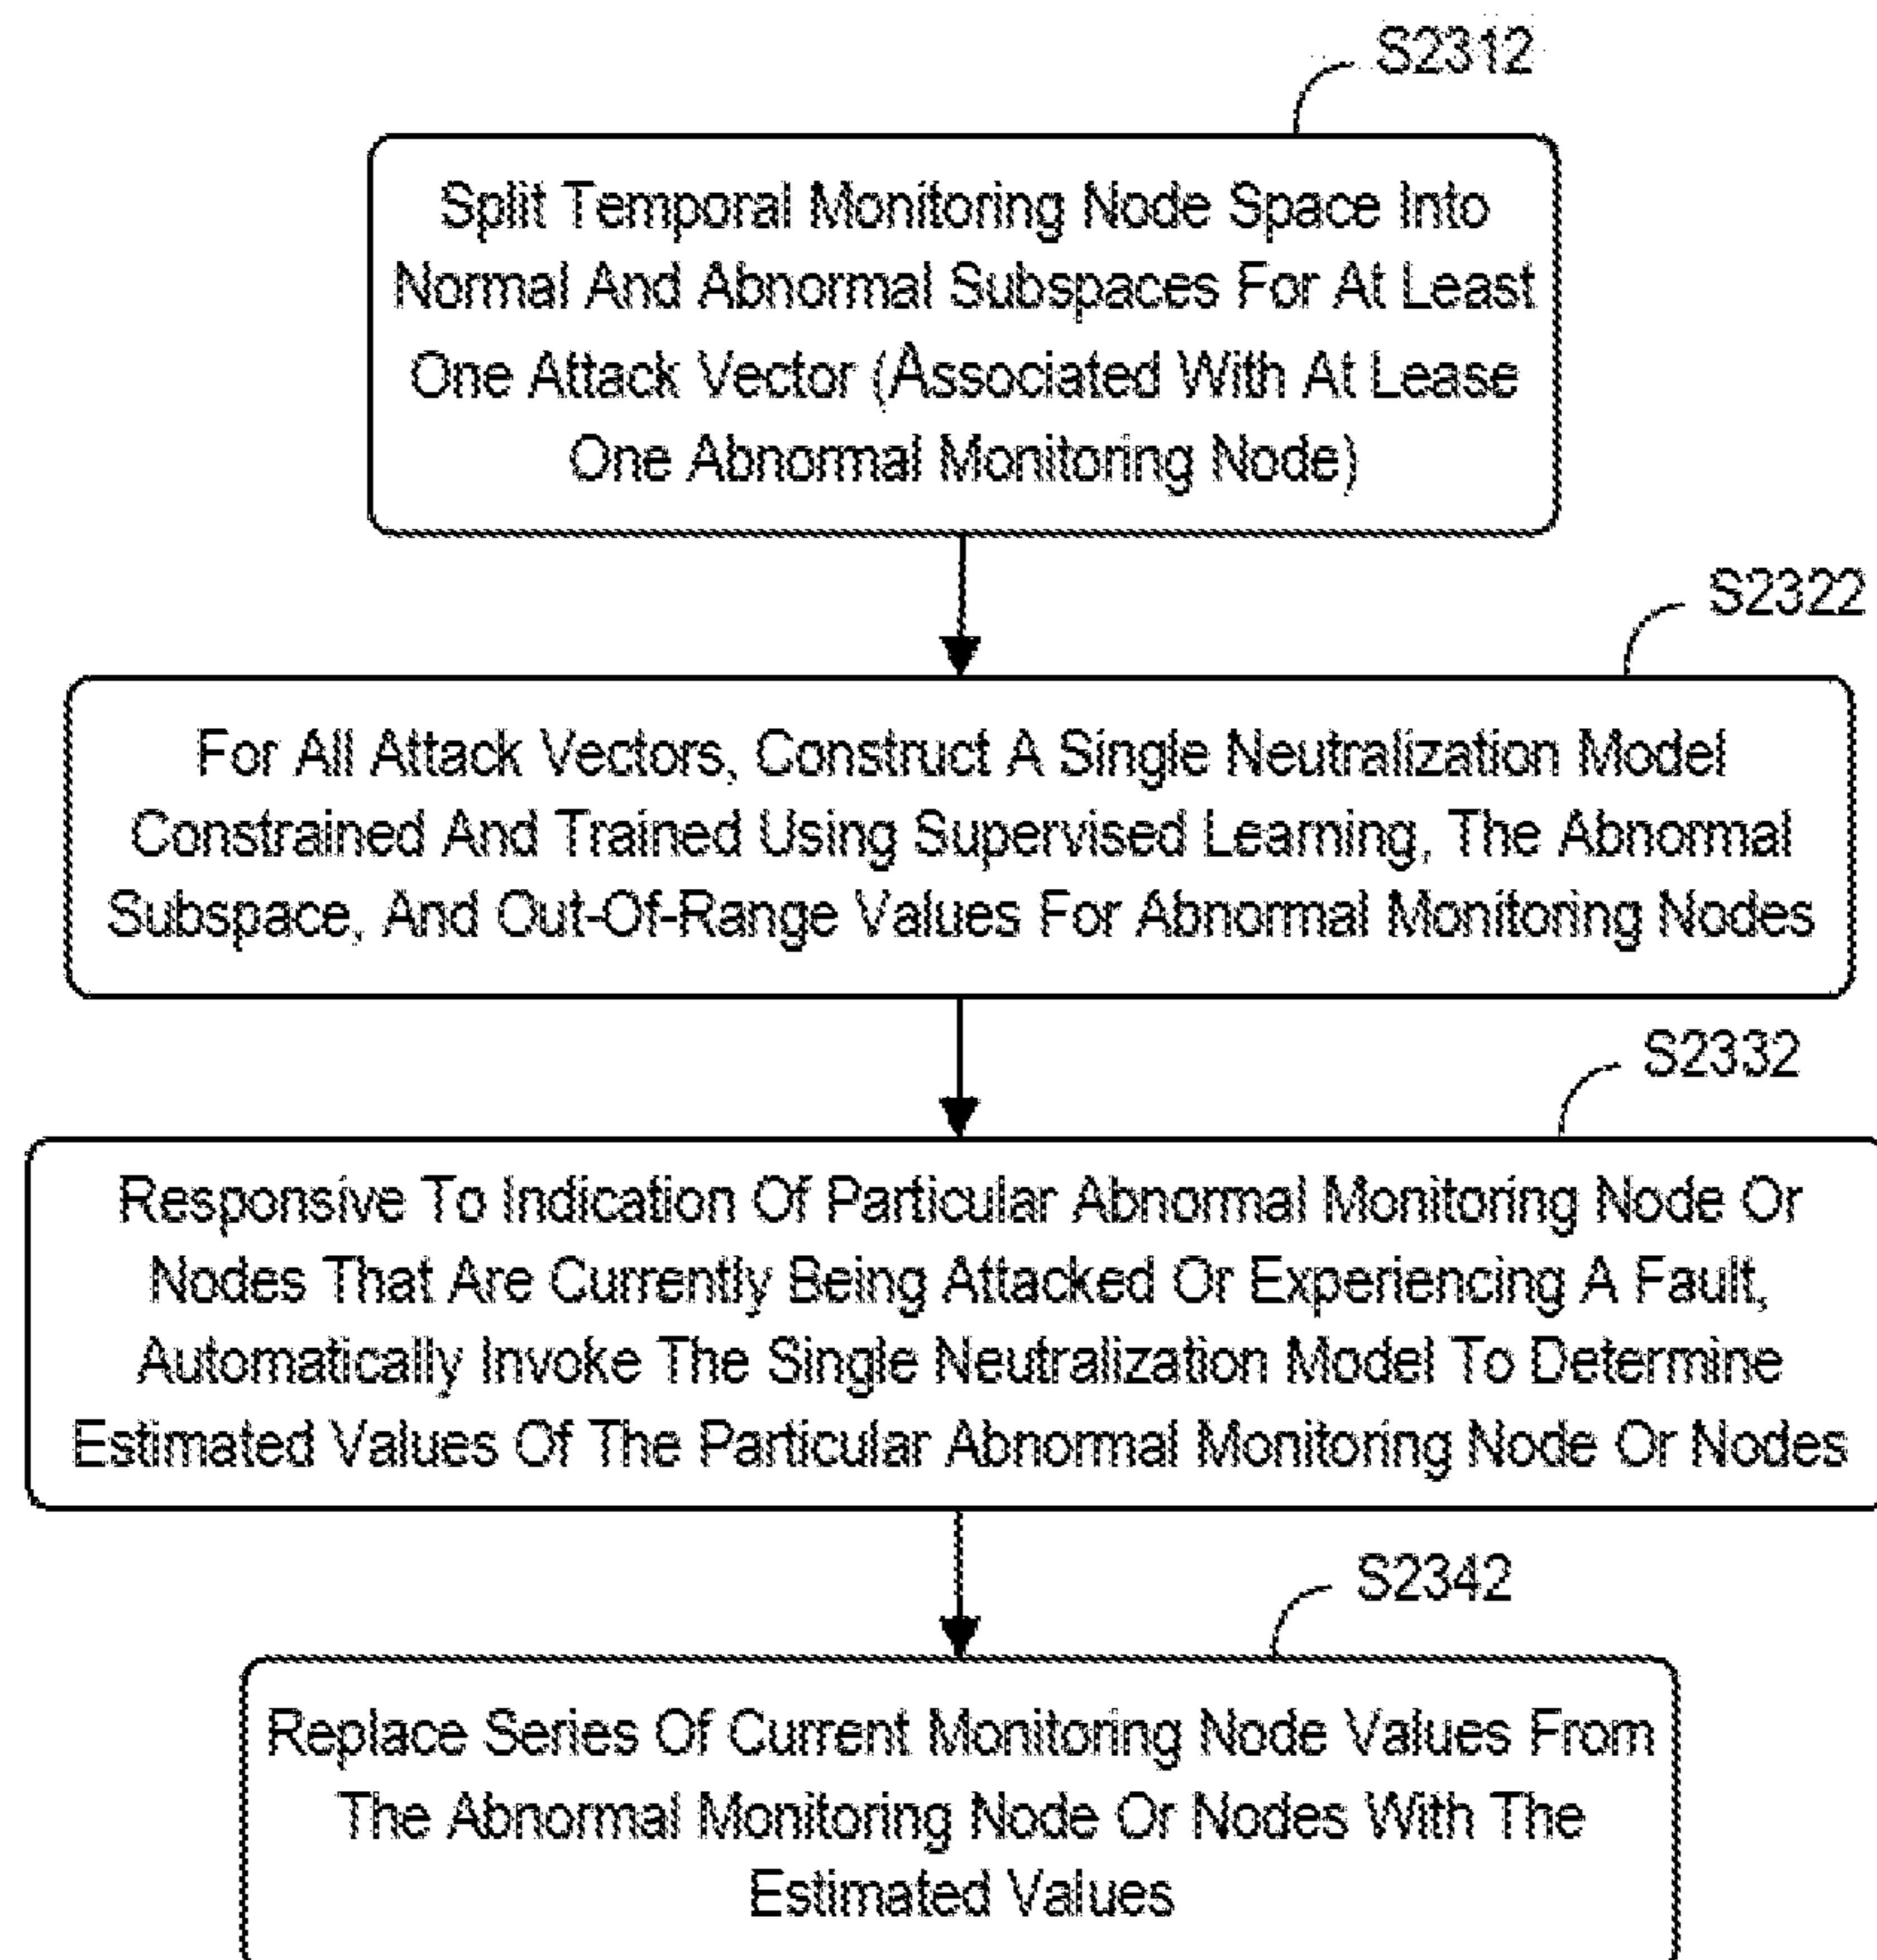 S2312
Split Temporal Monitoring Node Space Into
Normal And Abnormal Subspaces For At Least
One Attack Vector (Associated With At Lease
One Abnormal Monitoring Node)
S2322
For All Attack Vectors, Construct A Single Neutralization Model
Constrained And Trained Using Supervised Learning, The Abnormal
Subspace, And Out-Of-Range Values For Abnormal Monitoring Nodes
S2332
Responsive To Indication Of Particular Abnormal Monitoring Node Or
Nodes That Are Currently Being Attacked Or Experiencing A Fault,
Automatically Invoke The Single Neutralization Model To Determine
Estimated Values Of The Particular Abnormal Monitoring Node Or Nodes
S2342
Replace Series Of Current Monitoring Node Values From
The Abnormal Monitoring Node Or Nodes With The
Estimated Values